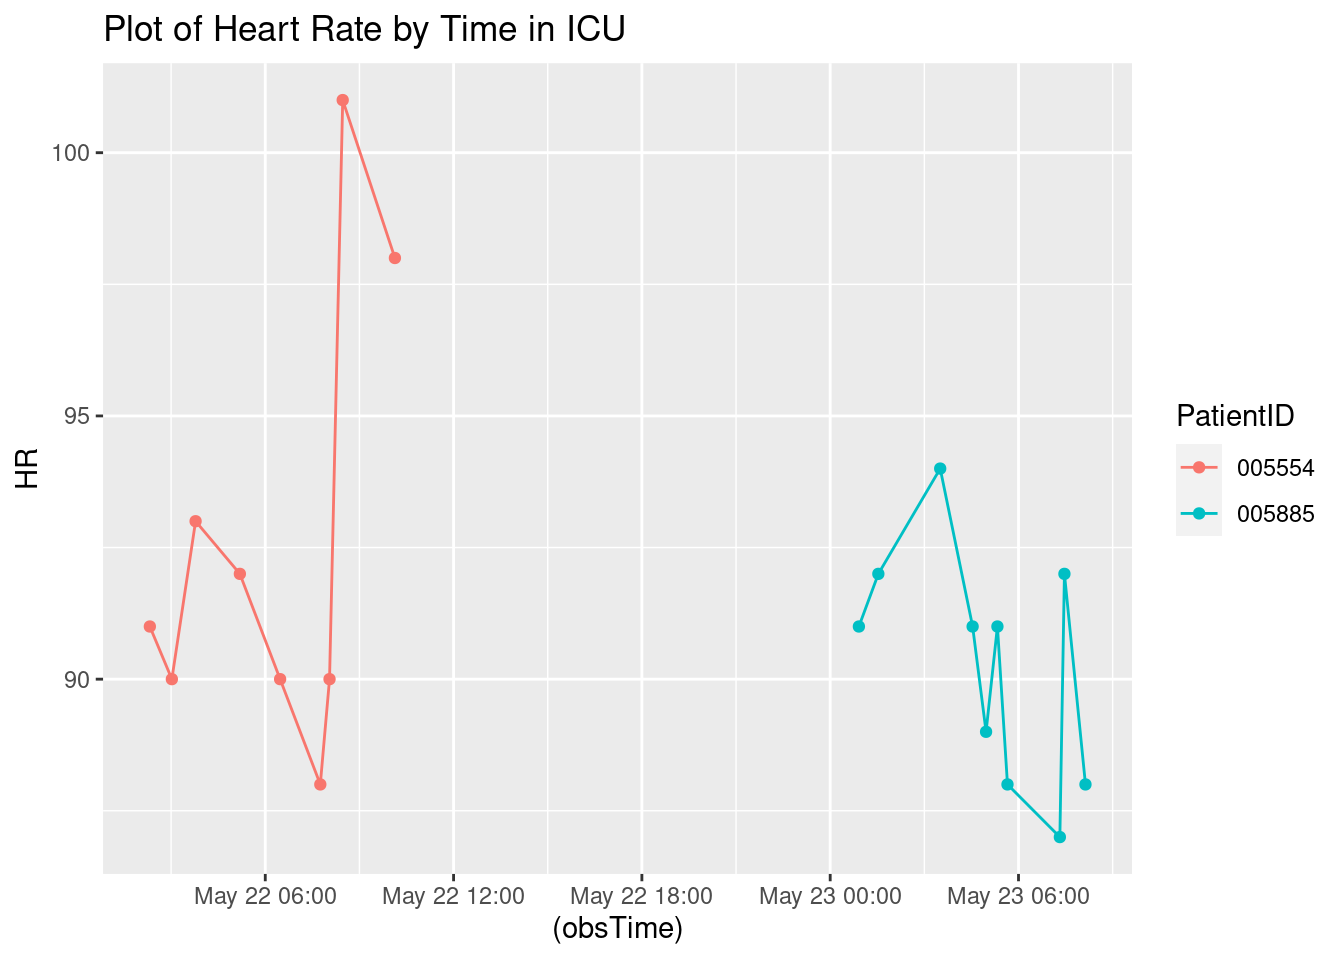 Plot of Heart Rate by Time in ICU
100
95
90
HR
May 22 06:00
May 22 12:00
May 22 18:00
May 23 00:00
May 23 06:00
(obsTime)
PatientID
005554
005885